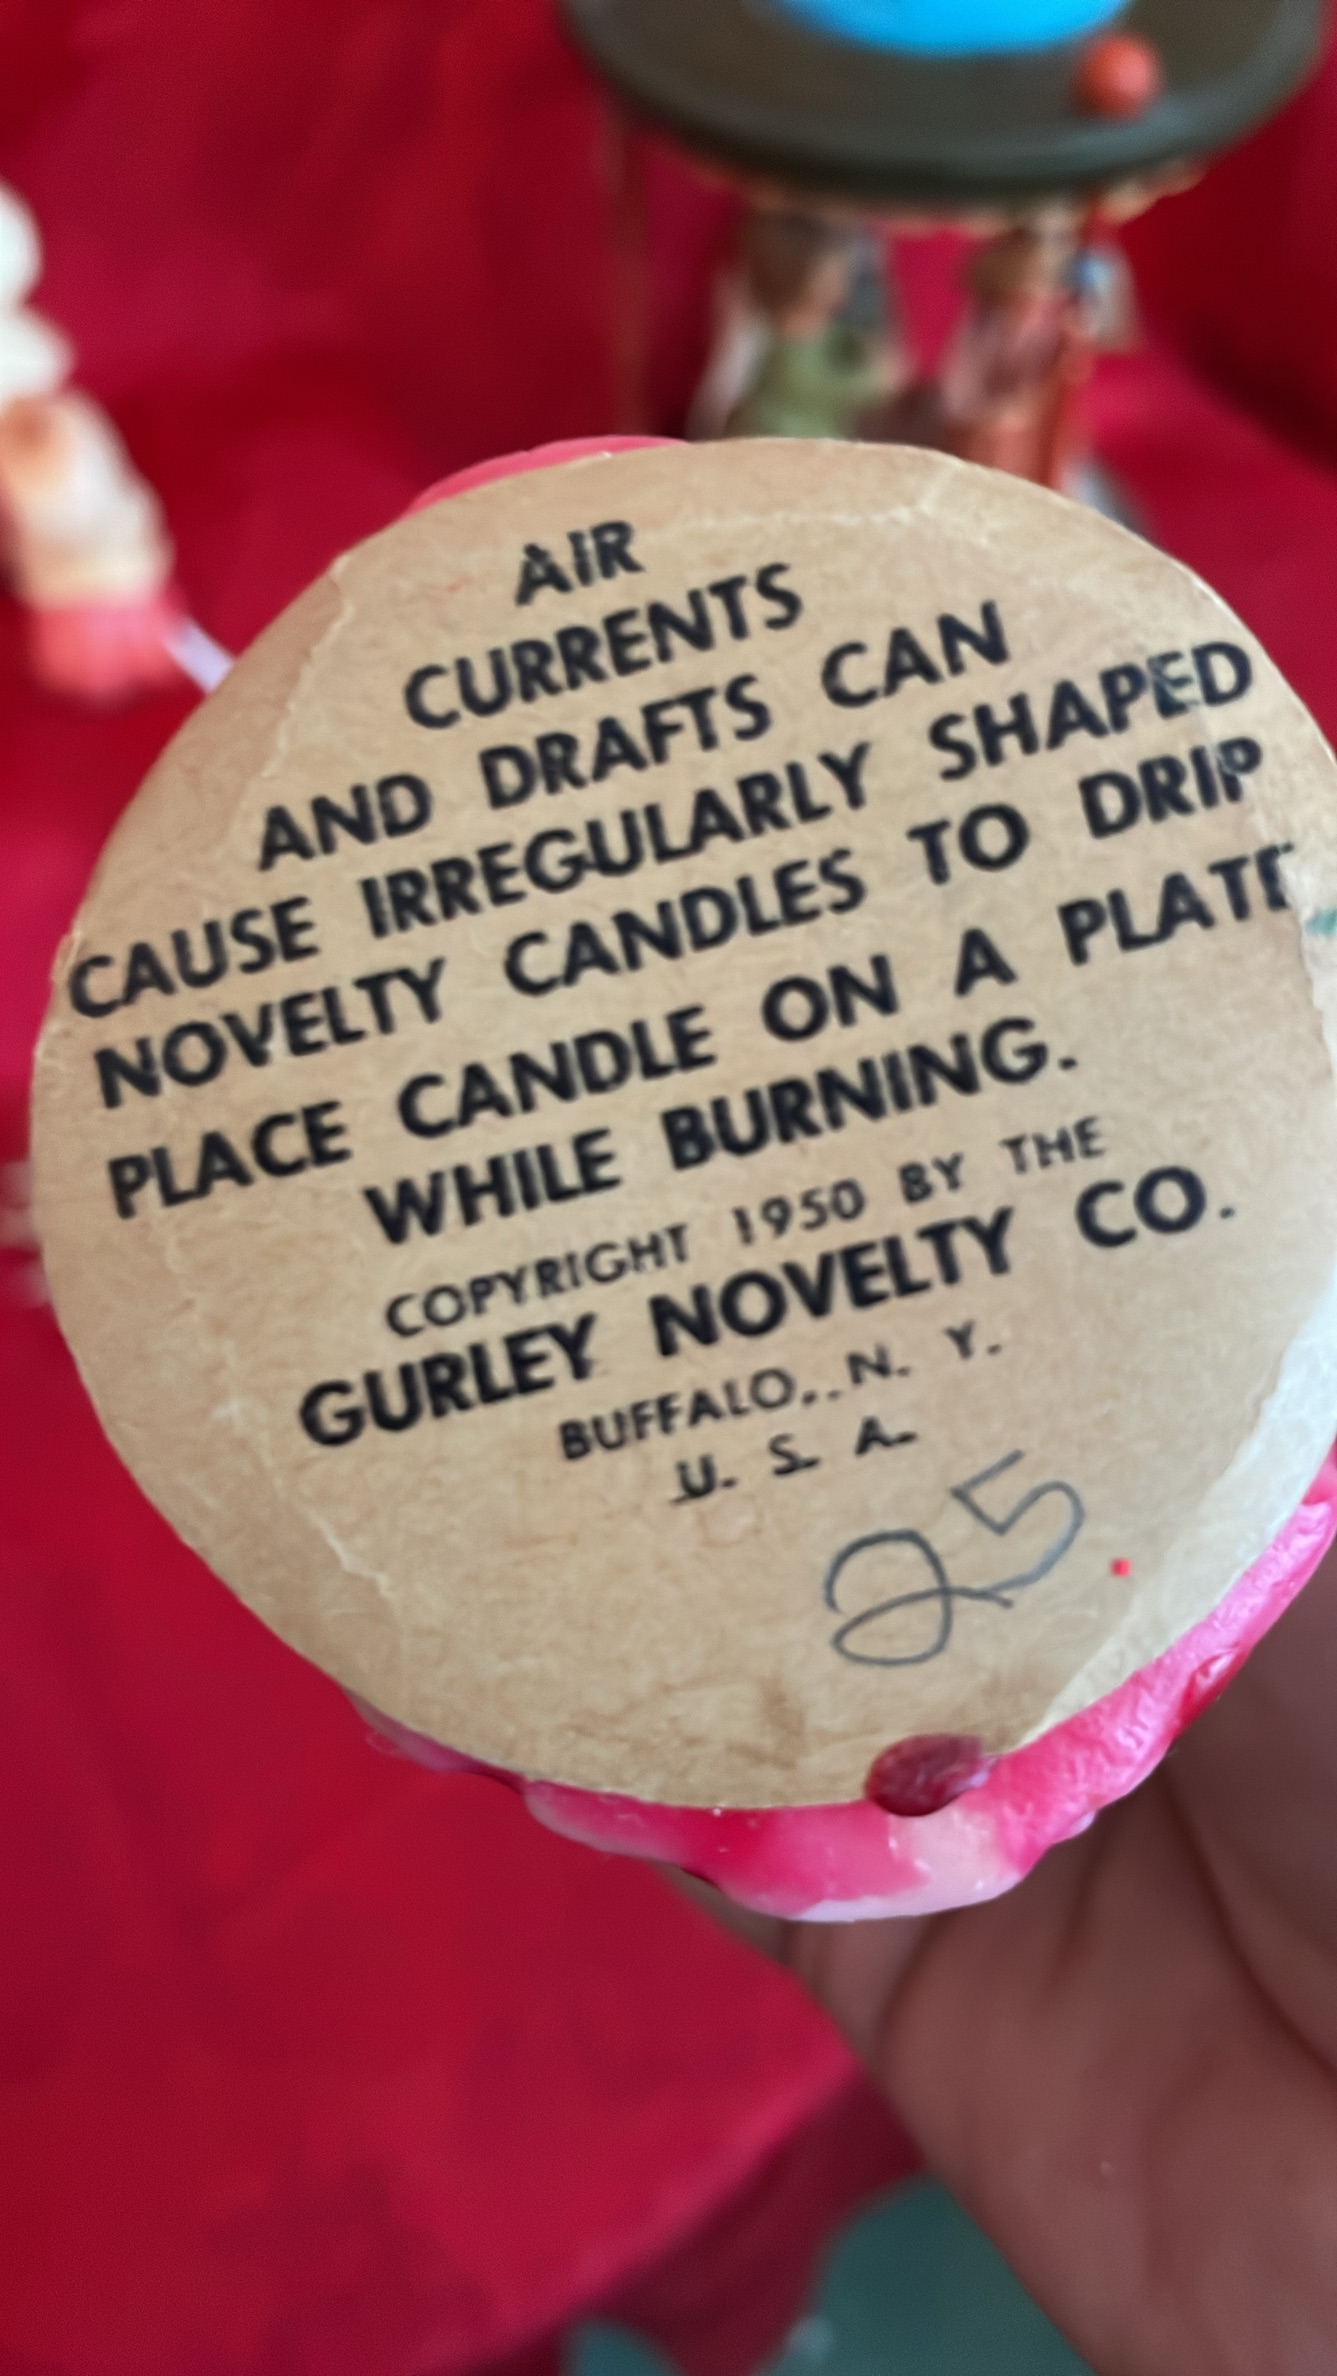 AIR
CURRENTS
AND DRAFTS CAN
CAUSE IRREGULARLY SHAPED
NOVELTY CANDLES TO DRIP
PLACE CANDLE ON A PLATE
WHILE BURNING.
COPYRIGHT 1950 BY THE
GURLEY NOVELTY CO.
BUFFALO, N. Y.
U. S. A.
25